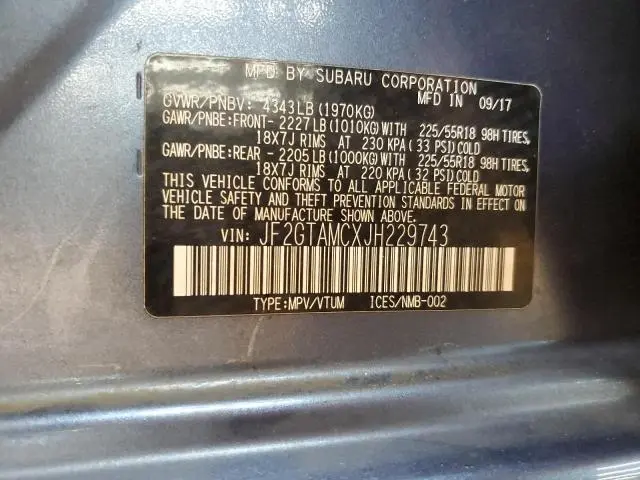 MFD BY SUBARU CORPORATION
GVWR/PNBV: 4343LB(1970KG) MFD IN 09/17
GAWR/PNBE:FRONT- 2227LB(1010KG)WITH 225/55R18 98H TIRES,
18X7J RIMS AT 230 KPA( 33 PSI)COLD
GAWR/PNBE:REAR - 2205LB(1000KG)WITH 225/55R18 98H TIRES,
18X7J RIMS AT 220 KPA( 32 PSI)COLD
THIS VEHICLE CONFORMS TO ALL APPLICABLE FEDERAL MOTOR
VEHICLE SAFETY AND THEFT PREVENTION STANDARDS IN EFFECT
ON THE DATE OF MANUFACTURE SHOWN ABOVE.
VIN: JF2GTAMCXJH229743
TYPE:MPV/VTUM ICES/NMB-002